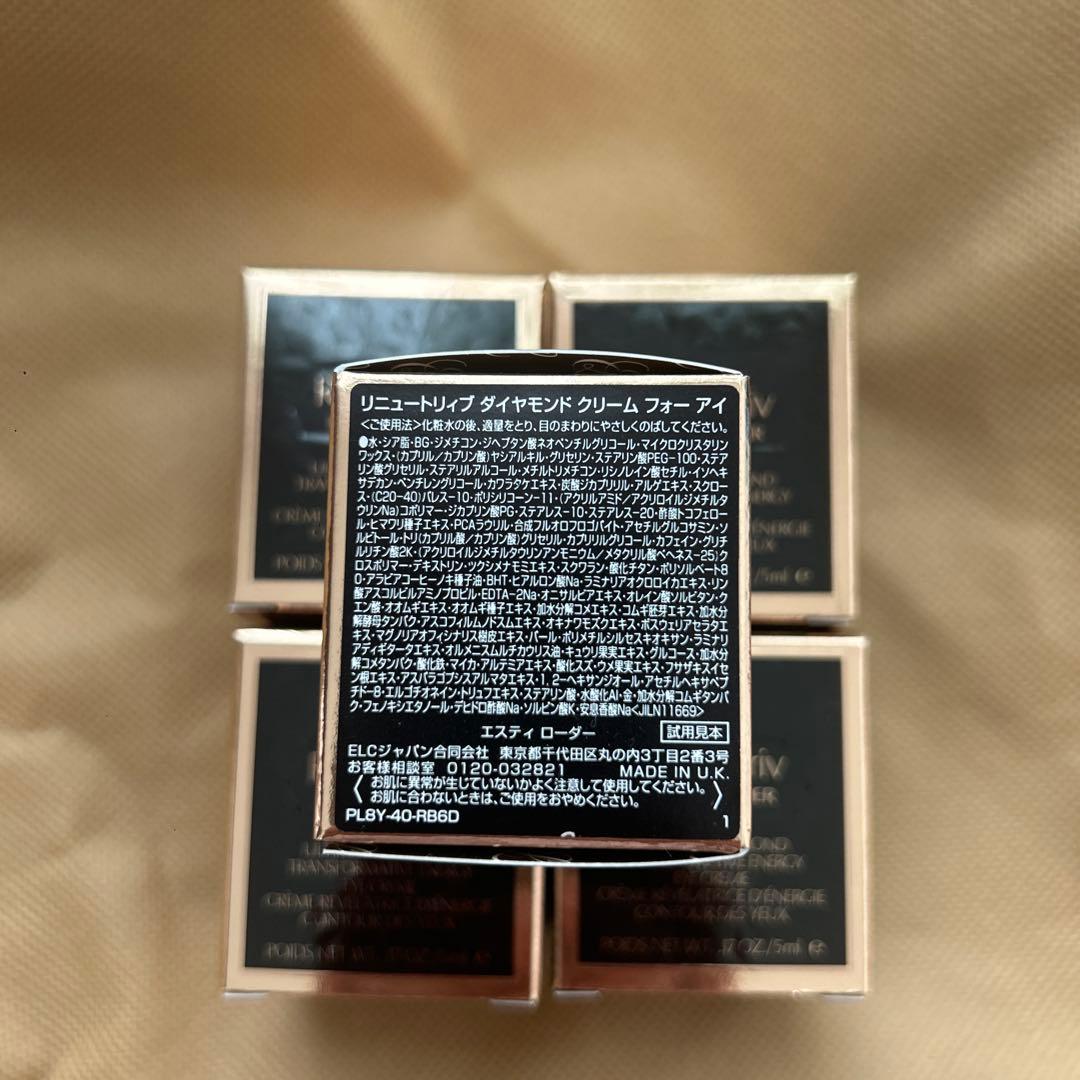 リニュートリィブ ダイヤモンド クリーム フォー アイ
<ご使用法>化粧水の後、適量をとり、目のまわりにやさしくのばしてください。
●水・シア脂・BG・ジメチコン・ジヘプタン酸ネオペンチルグリコール・マイクロクリスタリン
ワックス・(カプリル/カプリン酸)ヤシアルキル・グリセリン・ステアリン酸PEG-100・ステア
リン酸グリセリル・ステアリルアルコール・メチルトリメチコン・リシノレイン酸セチル・イソヘキ
サデカン・ペンチレングリコール・カワラタケエキス・炭酸ジカプリリル・アルゲエキス・スクロー
ス・(C20-40)パレス-10・ポリシリコーン-11・(アクリルアミド/アクリロイルジメチルタ
ウリンNa)コポリマー・ジカプリン酸PG・ステアレス-10・ステアレス-20・酢酸トコフェロー
ル・ヒマワリ種子エキス・PCAラウリル・合成フルオロフロゴパイト・アセチルグルコサミン・ソ
ルビトール・トリ(カプリル酸/カプリン酸)グリセリル・カプリリルグリコール・カフェイン・グリチ
ルリチン酸2K・(アクリロイルジメチルタウリンアンモニウム/メタクリル酸ベヘネス-25)ク
ロスポリマー・デキストリン・ツクシメナモミエキス・スクワラン・酸化チタン・ポリソルベート8
0・アラビアコーヒーノキ種子油・BHT・ヒアルロン酸Na・ラミナリアオクロロイカエキス・リン
酸アスコルビルアミノプロピル・EDTA-2Na・オニサルビアエキス・オレイン酸ソルビタン・ク
エン酸・オオムギエキス・オオムギ種子エキス・加水分解コメエキス・コムギ胚芽エキス・加水分
解酵母タンパク・アスコフィルムノドスムエキス・オキナワモズクエキス・ボスウェリアセラタエ
キス・マグノリアオフィシナリス樹皮エキス・パール・ポリメチルシルセスキオキサン・ラミナリ
アディギタータエキス・オルメニスムルチカウリス油・キュウリ果実エキス・グルコース・加水分
解コメタンパク・酸化鉄・マイカ・アルテミアエキス・酸化スズ・ウメ果実エキス・フサザキスイセ
ン根エキス・アスパラゴプシスアルマタエキス・1,2-ヘキサンジオール・アセチルヘキサペプ
チド-8・エルゴチオネイン・トリュフエキス・ステアリン酸・水酸化Al・金・加水分解コムギタンパ
ク・フェノキシエタノール・デヒドロ酢酸Na・ソルビン酸K・安息香酸Na<JILN11669>
エスティ ローダー 試用見本
ELCジャパン合同会社 東京都千代田区丸の内3丁目2番3号
お客様相談室 0120-032821 MADE IN U.K.
〈お肌に異常が生じていないかよく注意して使用してください。
お肌に合わないときは、ご使用をおやめください。〉
PL8Y-40-RB6D 1
TRANSFORMATIVE ENERGY
EYE CREME
CRÈME RÉVÉLATRICE D'ÉNERGIE
CONTOUR DES YEUX
POIDS NET
EYE CREME
CRÈME RÉVÉLATRICE D'ÉNERGIE
CONTOUR DES YEUX
POIDS NET WT. .17 OZ./5ml ℮